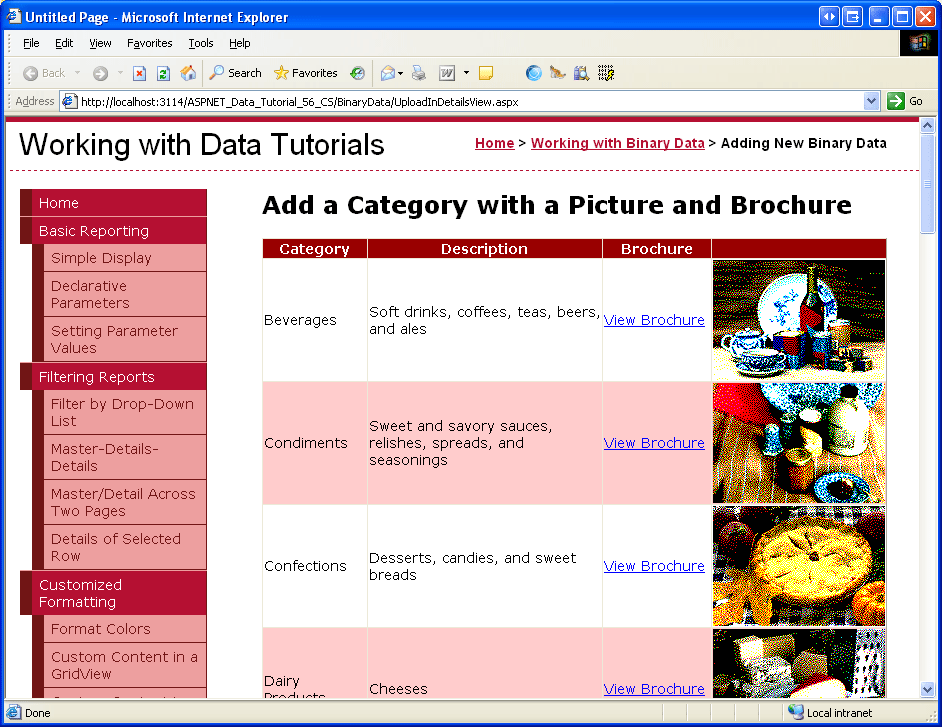 Untitled Page - Microsoft Internet Explorer
File Edit View Favorites Tools Help
Back Search Favorites
Address http://localhost:3114/ASPNET_Data_Tutorial_56_CS/BinaryData/UploadInDetailsView.aspx Go
Working with Data Tutorials
Home > Working with Binary Data > Adding New Binary Data
Home
Basic Reporting
Simple Display
Declarative
Parameters
Setting Parameter
Values
Filtering Reports
Filter by Drop-Down
List
Master-Details-
Details
Master/Detail Across
Two Pages
Details of Selected
Row
Customized
Formatting
Format Colors
Custom Content in a
GridView
Add a Category with a Picture and Brochure
Category Description Brochure
Beverages
Soft drinks, coffees, teas, beers,
and ales
View Brochure
Condiments
Sweet and savory sauces,
relishes, spreads, and
seasonings
View Brochure
Confections
Desserts, candies, and sweet
breads
View Brochure
Dairy
Products
Cheeses
View Brochure
Done
Local intranet